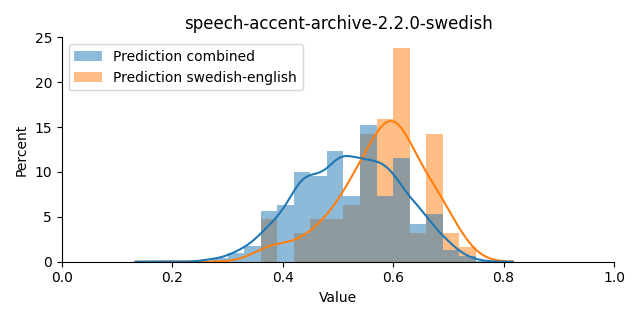 speech-accent-archive-2.2.0-swedish
Prediction combined
Prediction swedish-english
Percent
25
20
15
10
5
0
0.0 0.2 0.4 0.6 0.8 1.0
Value